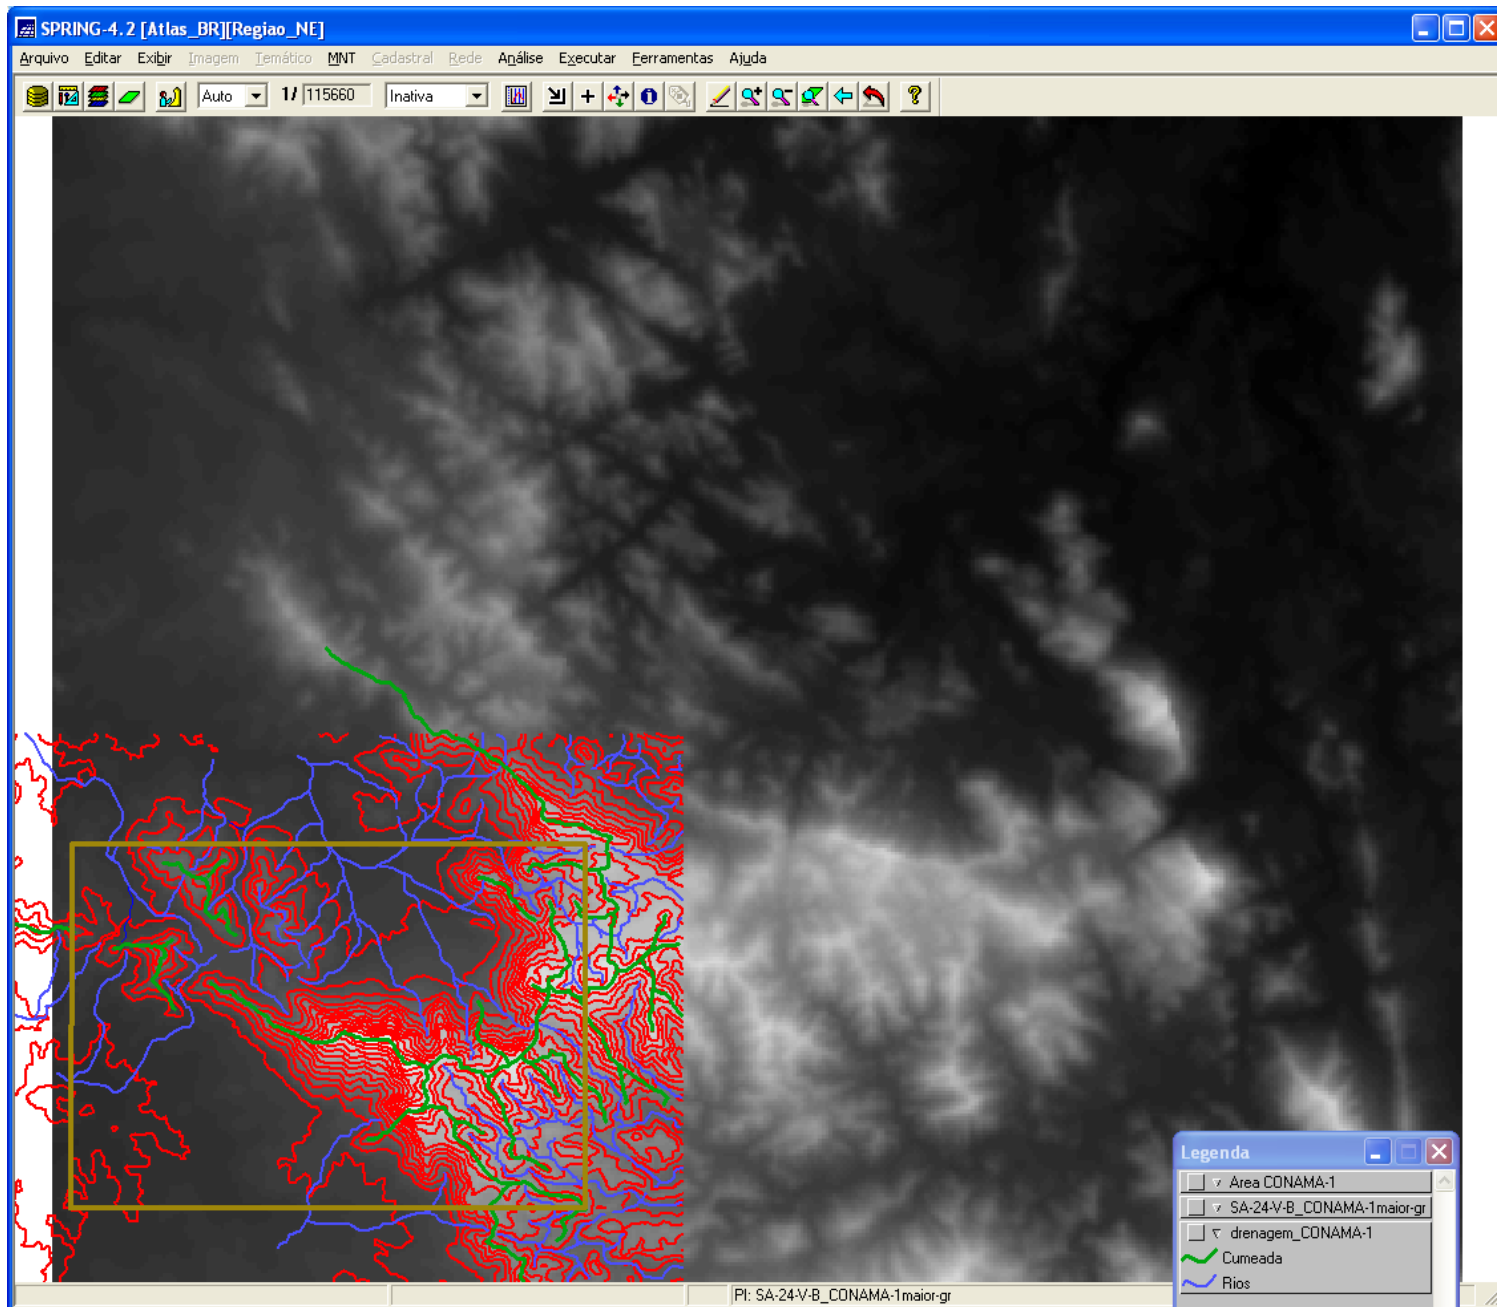 SPRING-4.2 [Atlas_BR][Regiao_NE]
Arquivo Editar Exibir Imagem Temático MNT Cadastral Rede Análise Executar Ferramentas Ajuda
Auto 1/ 115660 Inativa
Legenda
Area CONAMA-1
SA-24-V-B_CONAMA-1maior-gr
drenagem_CONAMA-1
Cumeada
Rios
PI: SA-24-V-B_CONAMA-1maior-gr